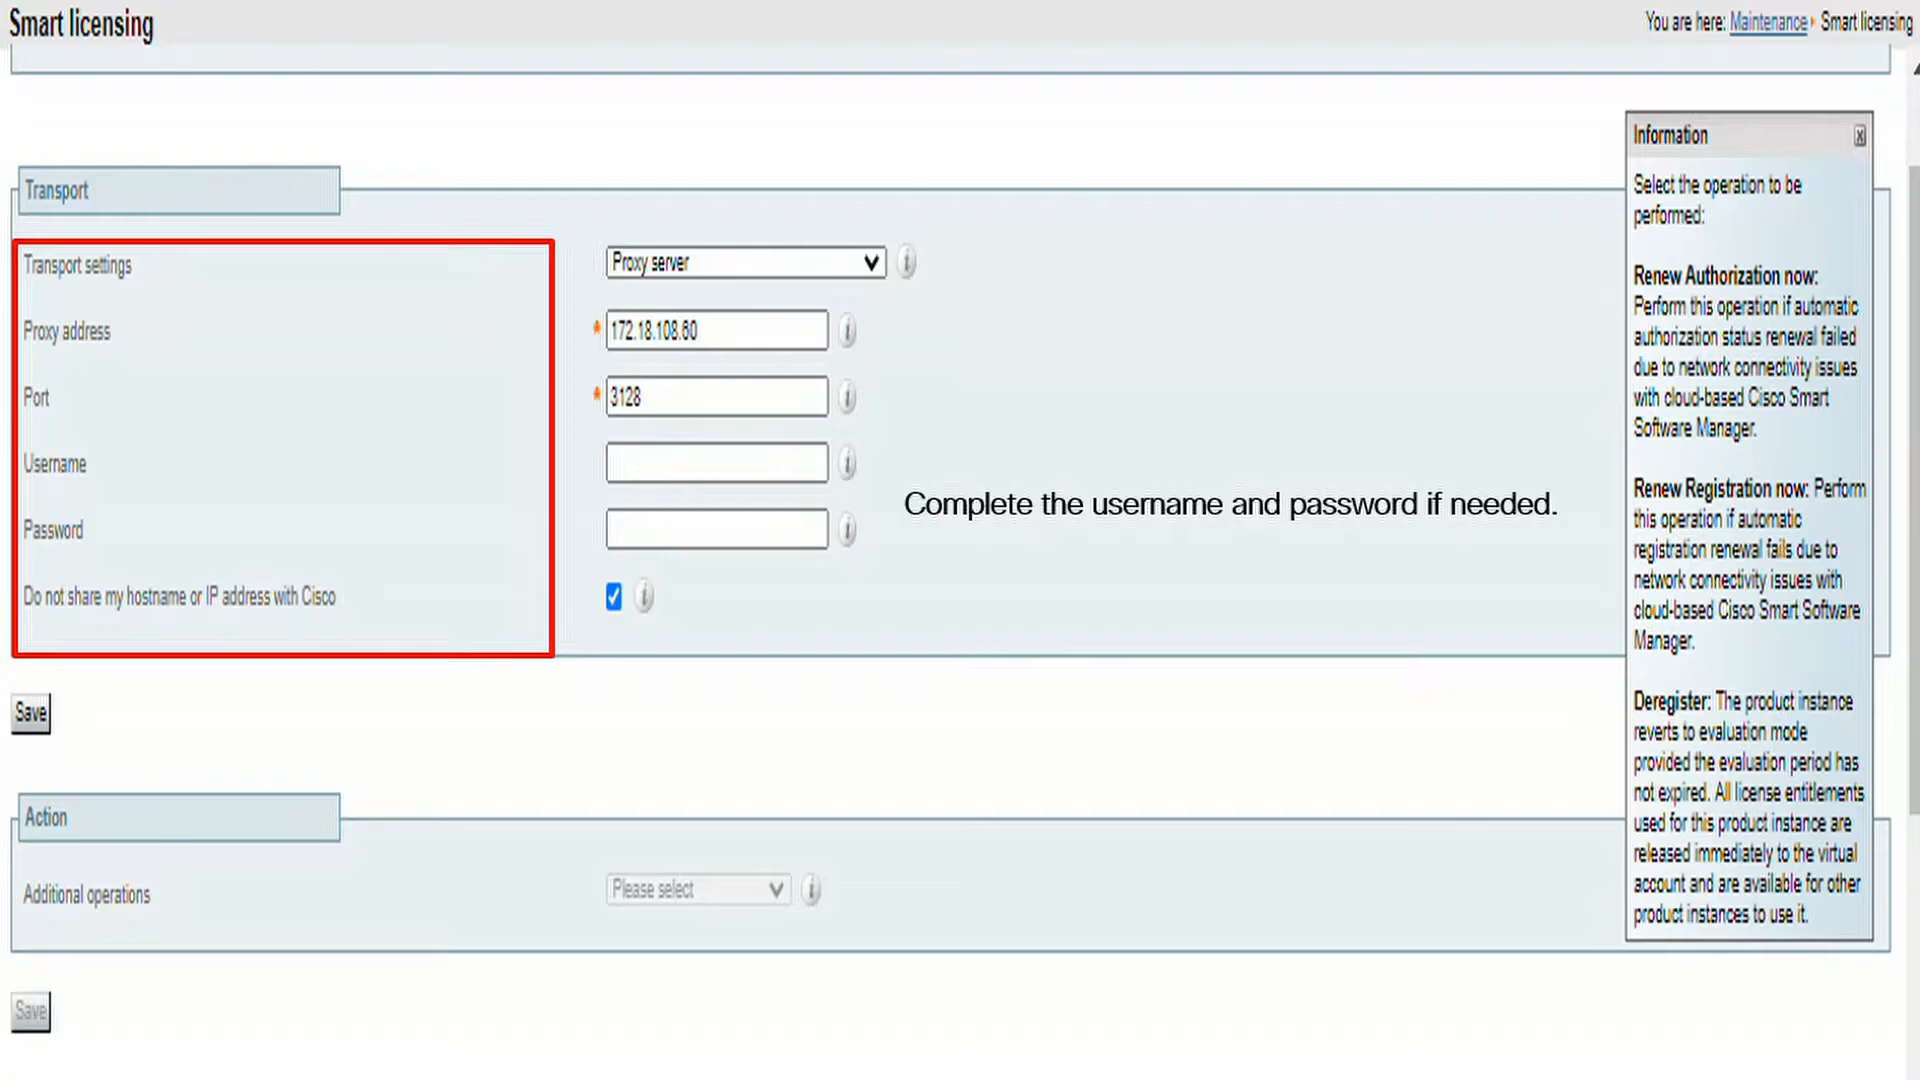 Smart licensing
You are here: Maintenance Smart licensing
Transport
Transport settings
Proxy server
Proxy address
* 172.18.108.60
Port
* 3128
Username
Password
Complete the username and password if needed.
Do not share my hostname or IP address with Cisco
Save
Action
Additional operations
Please select
Save
Information
Select the operation to be
performed:
Renew Authorization now:
Perform this operation if automatic
authorization status renewal failed
due to network connectivity issues
with cloud-based Cisco Smart
Software Manager.
Renew Registration now: Perform
this operation if automatic
registration renewal fails due to
network connectivity issues with
cloud-based Cisco Smart Software
Manager.
Deregister: The product instance
reverts to evaluation mode
provided the evaluation period has
not expired. All license entitlements
used for this product instance are
released immediately to the virtual
account and are available for other
product instances to use it.